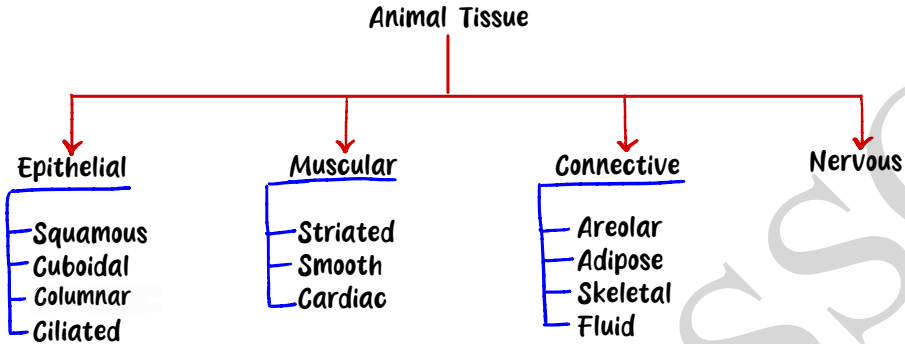 Animal Tissue
Epithelial
Squamous
Cuboidal
Columnar
Ciliated
Muscular
Striated
Smooth
Cardiac
Connective
Areolar
Adipose
Skeletal
Fluid
Nervous